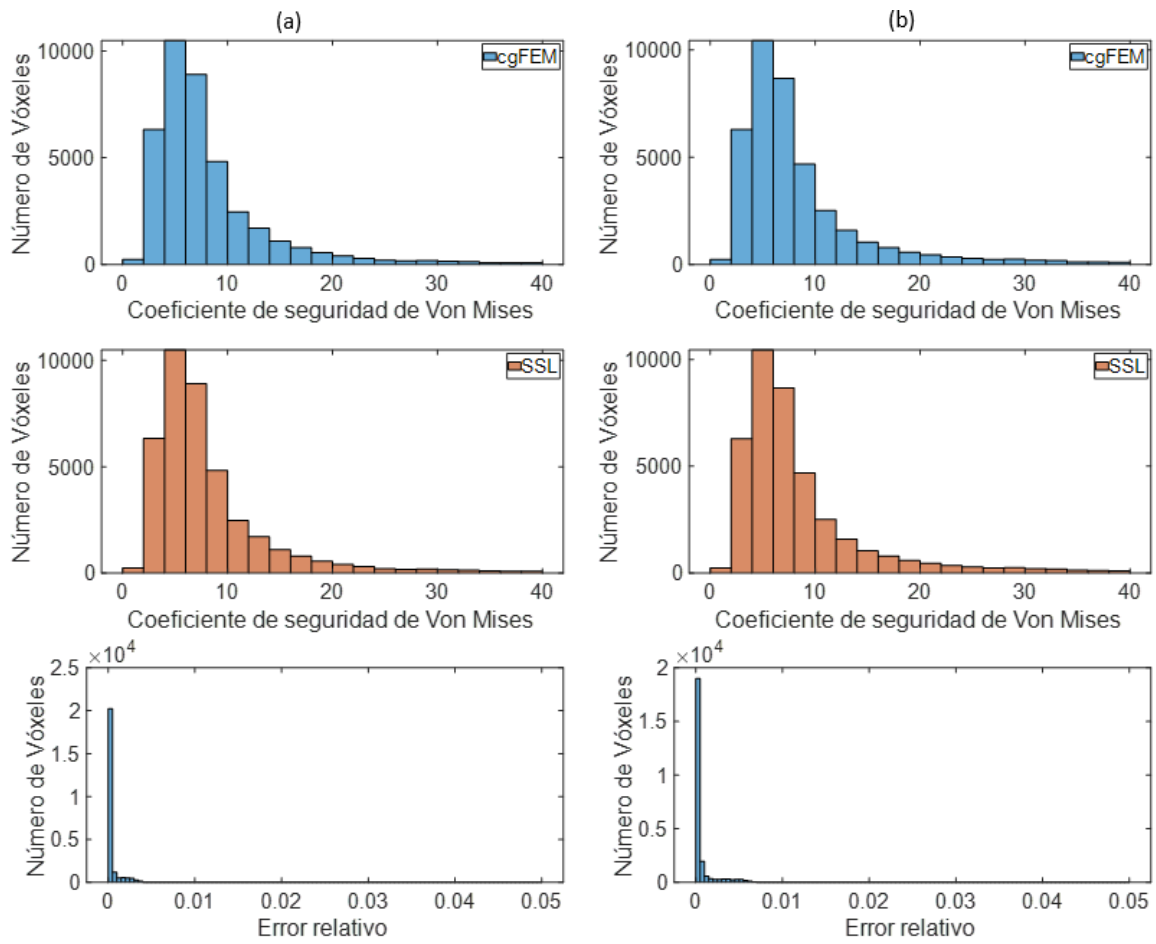 (a)
10000
5000
0
Número de Vóxeles
cgFEM
0 10 20 30 40
Coeficiente de seguridad de Von Mises
10000
5000
0
Número de Vóxeles
SSL
0 10 20 30 40
Coeficiente de seguridad de Von Mises
×10⁴
2.5
2
1.5
1
0.5
0
Número de Vóxeles
0 0.01 0.02 0.03 0.04 0.05
Error relativo
(b)
10000
5000
0
Número de Vóxeles
cgFEM
0 10 20 30 40
Coeficiente de seguridad de Von Mises
10000
5000
0
Número de Vóxeles
SSL
0 10 20 30 40
Coeficiente de seguridad de Von Mises
×10⁴
2
1.5
1
0.5
0
Número de Vóxeles
0 0.01 0.02 0.03 0.04 0.05
Error relativo